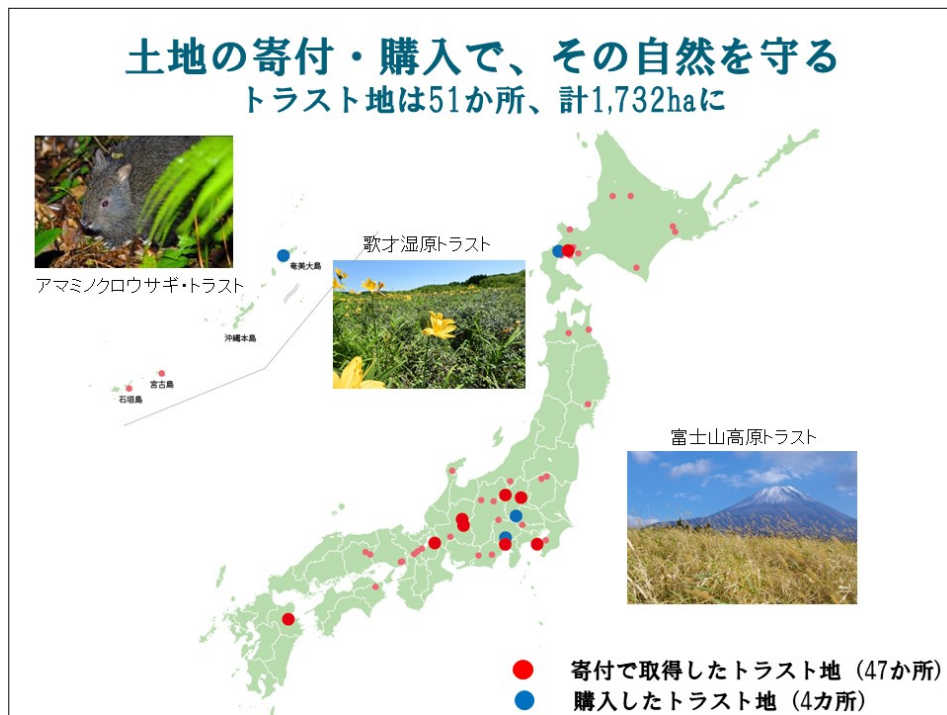 土地の寄付・購入で、その自然を守る
トラスト地は51か所、計1,732haに
アマミノクロウサギ・トラスト
奄美大島
沖縄本島
宮古島
石垣島
歌才湿原トラスト
富士山高原トラスト
寄付で取得したトラスト地（47か所）
購入したトラスト地（4カ所）